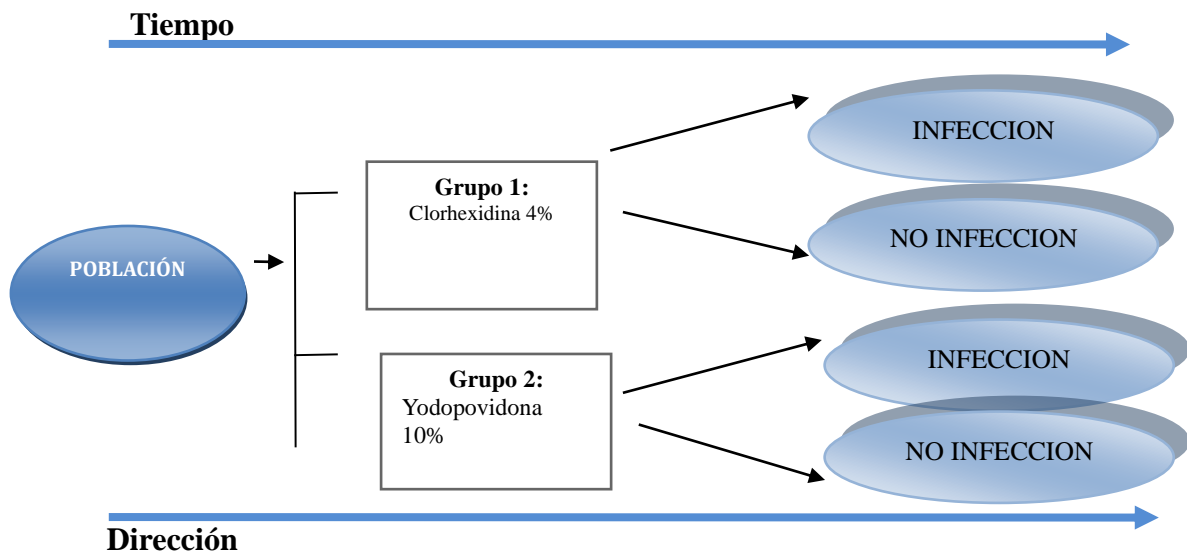 Tiempo
INFECCION
Grupo 1:
Clorhexidina 4%
NO INFECCION
POBLACIÓN
INFECCION
Grupo 2:
Yodopovidona
10%
NO INFECCION
Dirección